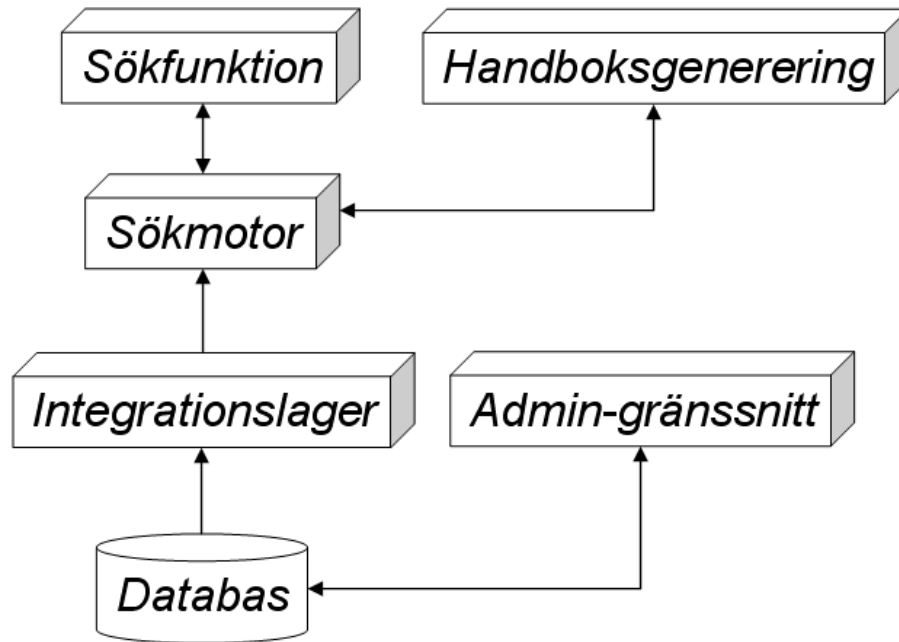 Sökfunktion
Handboksgenerering
Sökmotor
Integrationslager
Admin-gränssnitt
Databas